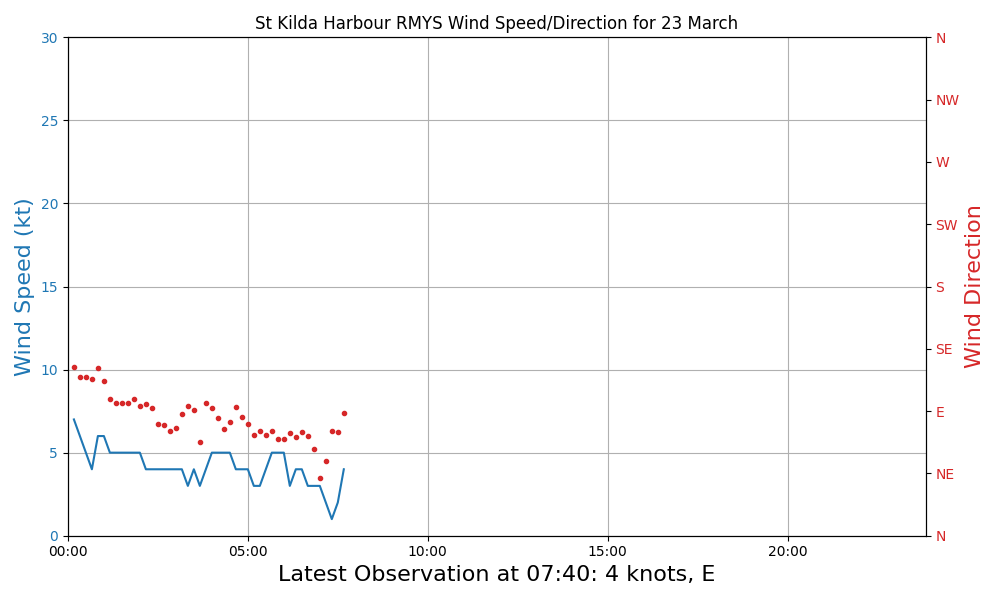 St Kilda Harbour RMYS Wind Speed/Direction for 23 March
30
25
20
15
10
5
0
Wind Speed (kt)
N
NW
W
SW
S
SE
E
NE
N
Wind Direction
00:00 05:00 10:00 15:00 20:00
Latest Observation at 07:40: 4 knots, E